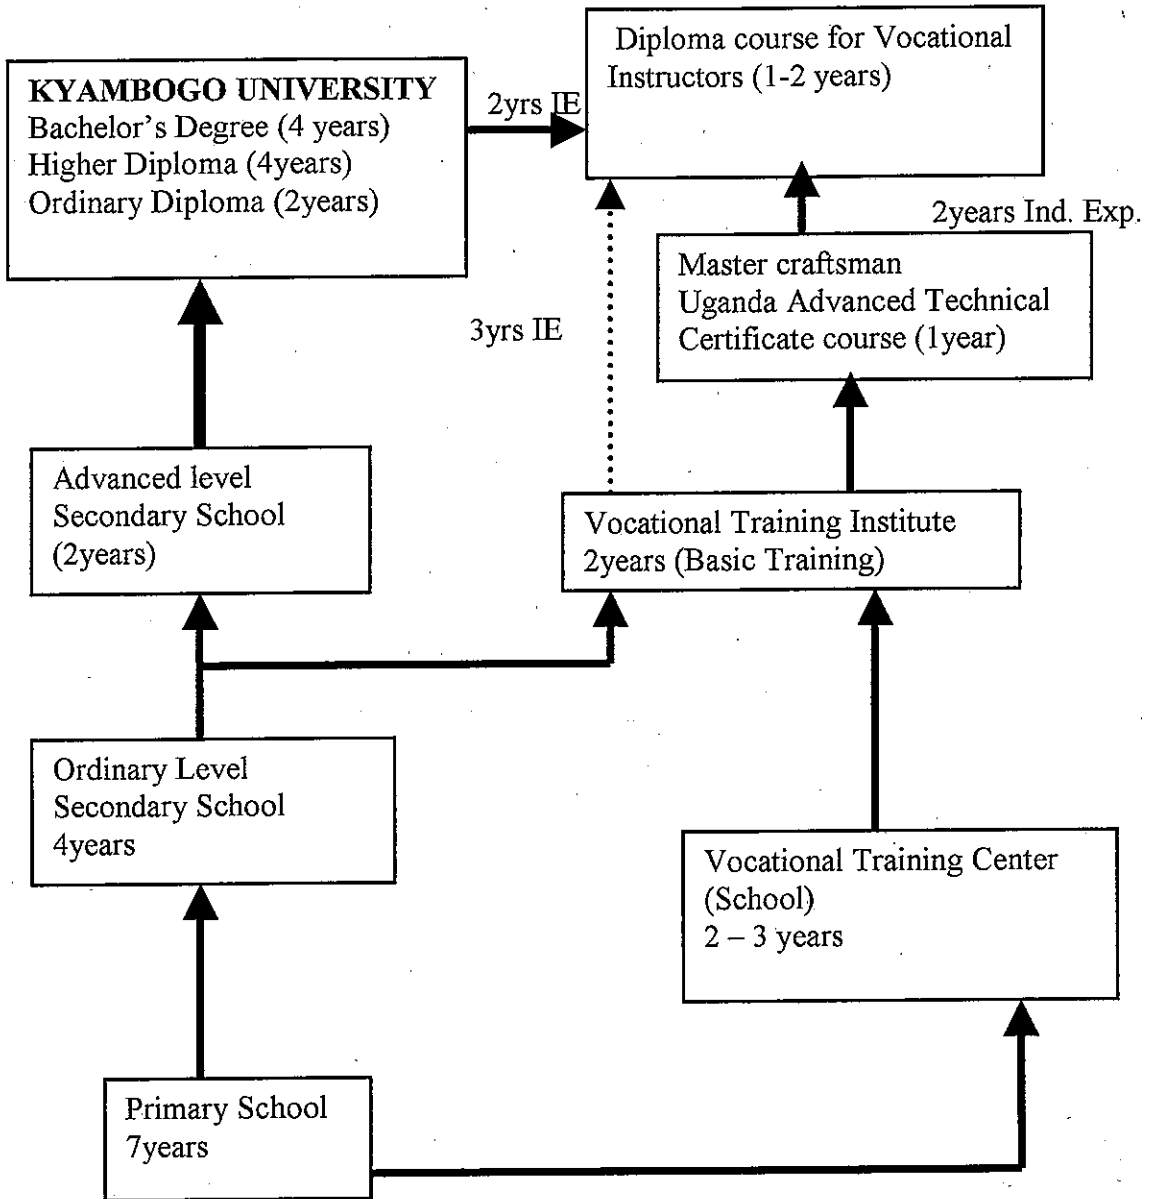 Diploma course for Vocational
Instructors (1-2 years)
KYAMBOGO UNIVERSITY
Bachelor's Degree (4 years)
Higher Diploma (4years)
Ordinary Diploma (2years)
2yrs IE
2years Ind. Exp.
Master craftsman
Uganda Advanced Technical
Certificate course (1year)
3yrs IE
Advanced level
Secondary School
(2years)
Vocational Training Institute
2years (Basic Training)
Ordinary Level
Secondary School
4years
Vocational Training Center
(School)
2 – 3 years
Primary School
7years